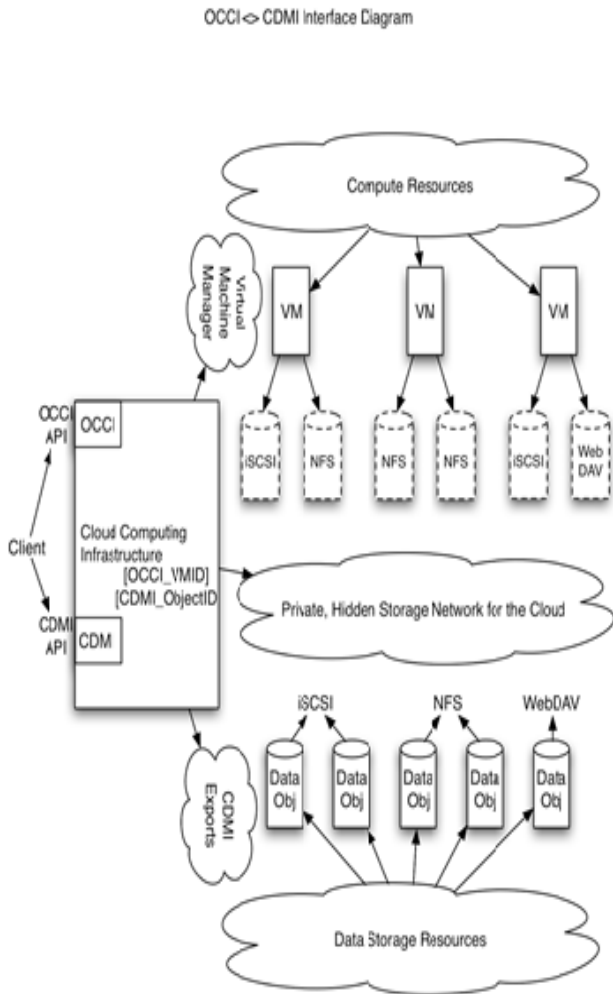 OCCI <> CDMI Interface Diagram
Compute Resources
Virtual
Machine
Manager
VM
VM
VM
OCCI
API
OCCI
iSCSI
NFS
NFS
NFS
iSCSI
Web
DAV
Client
Cloud Computing
Infrastructure
[OCCI_VMID]
[CDMI_ObjectID
Private, Hidden Storage Network for the Cloud
CDMI
API
CDM
iSCSI
NFS
WebDAV
CDMI
Exports
Data
Obj
Data
Obj
Data
Obj
Data
Obj
Data
Obj
Data Storage Resources